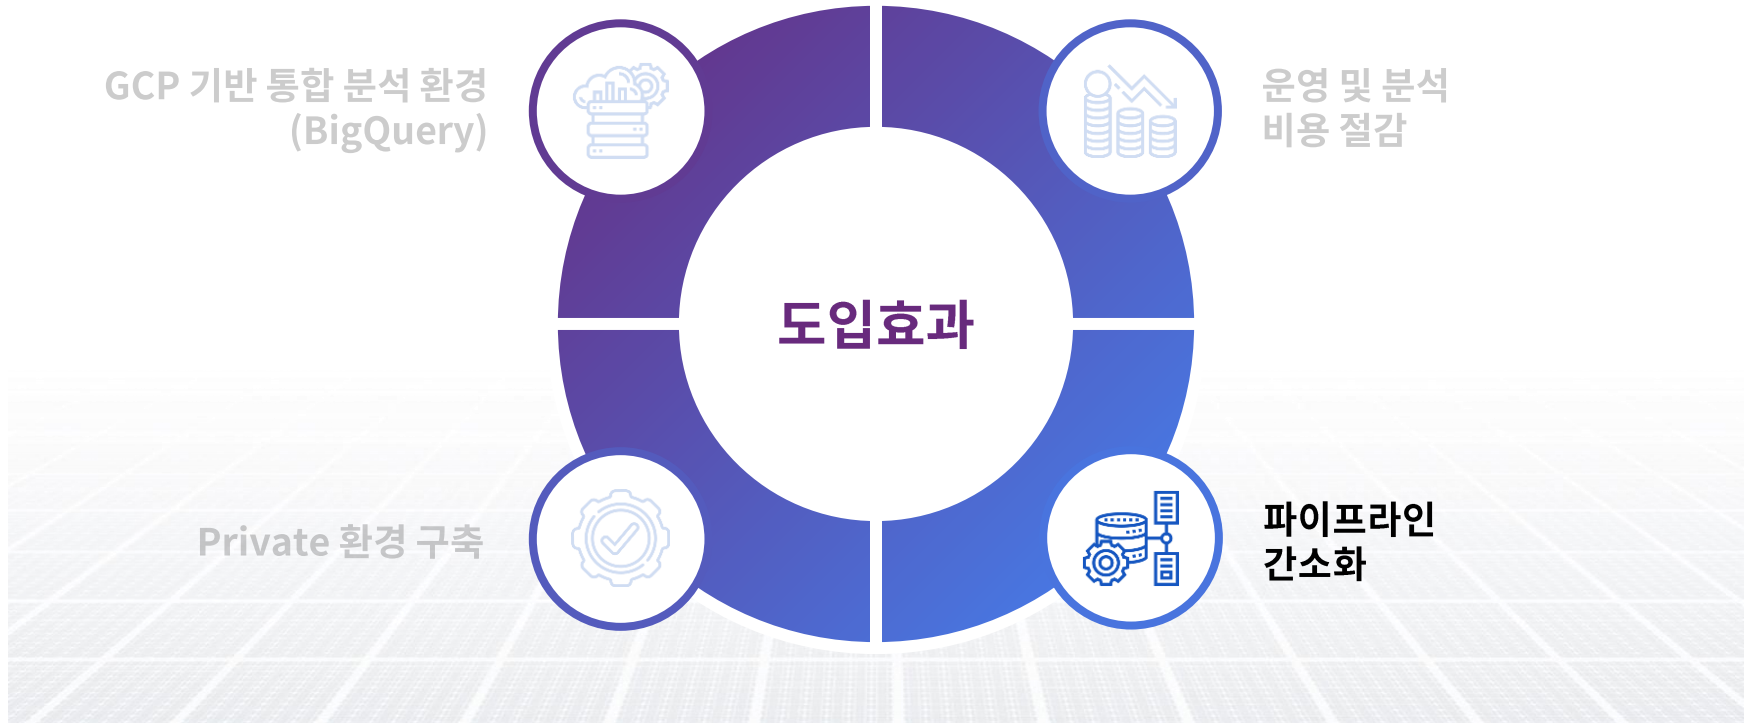 GCP 기반 통합 분석 환경
(BigQuery)
운영 및 분석
비용 절감
도입효과
Private 환경 구축
파이프라인
간소화